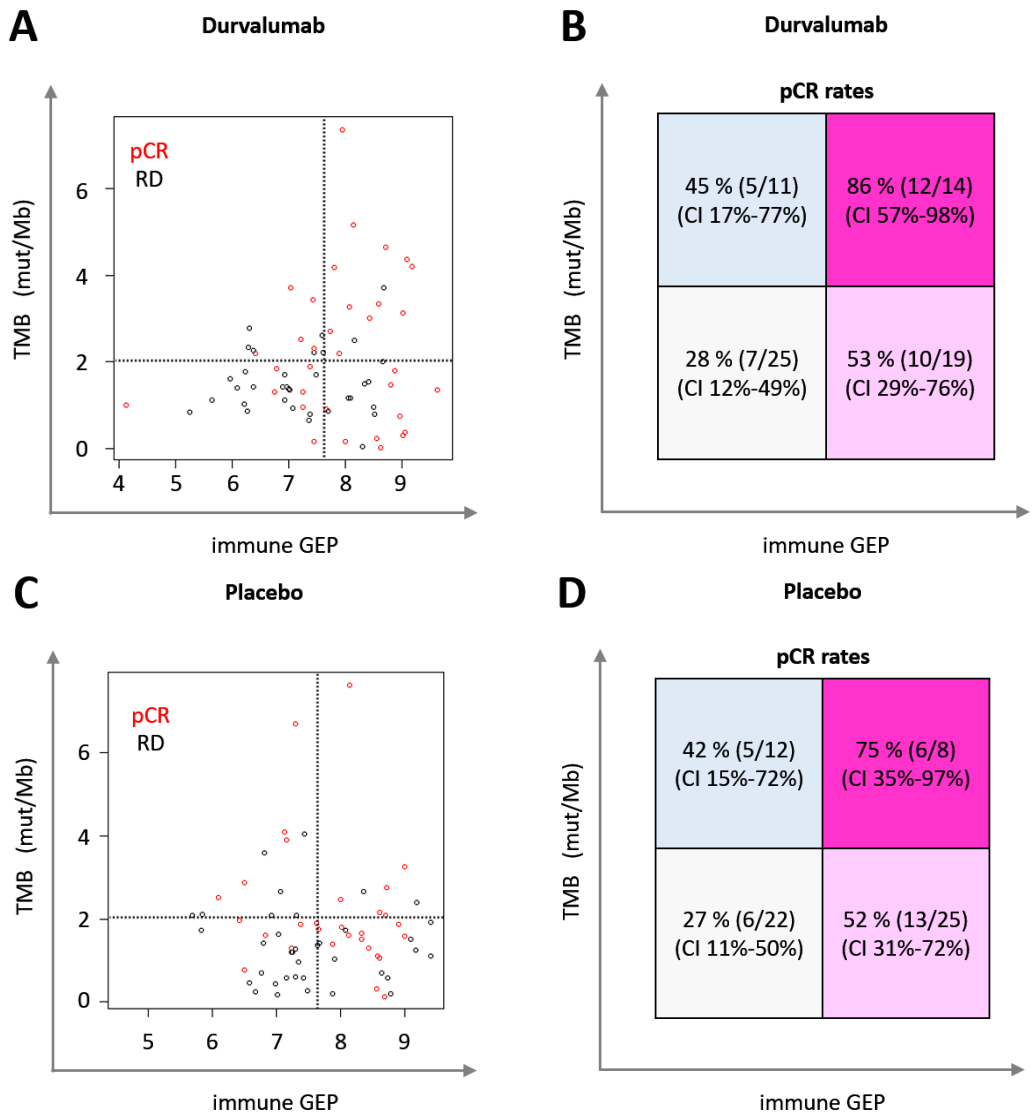 A
Durvalumab
pCR
RD
TMB (mut/Mb)
6
4
2
0
4 5 6 7 8 9
immune GEP
B
Durvalumab
pCR rates
TMB (mut/Mb)
45 % (5/11)
(CI 17%-77%)
86 % (12/14)
(CI 57%-98%)
28 % (7/25)
(CI 12%-49%)
53 % (10/19)
(CI 29%-76%)
immune GEP
C
Placebo
pCR
RD
TMB (mut/Mb)
6
4
2
0
5 6 7 8 9
immune GEP
D
Placebo
pCR rates
TMB (mut/Mb)
42 % (5/12)
(CI 15%-72%)
75 % (6/8)
(CI 35%-97%)
27 % (6/22)
(CI 11%-50%)
52 % (13/25)
(CI 31%-72%)
immune GEP